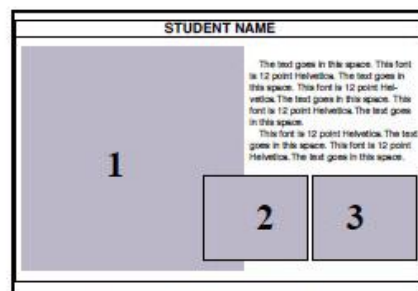 STUDENT NAME
The text goes in this space. This font
is 12 point Helvetica. The text goes in
this space. This font is 12 point Hel-
vetica. The text goes in this space. This
font is 12 point Helvetica. The text goes
in this space.
This font is 12 point Helvetica. The text
goes in this space. This font is 12 point
Helvetica. The text goes in this space.
1
2
3